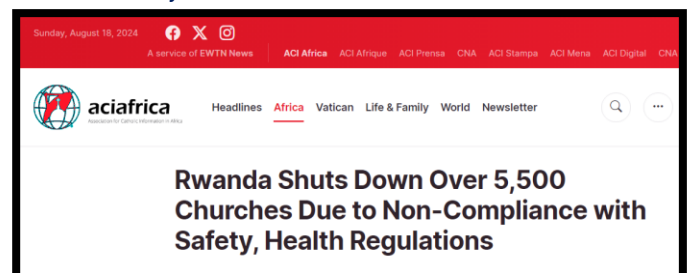 Sunday, August 18, 2024
A service of EWTN News ACI Africa ACI Afrique ACI Prensa CNA ACI Stampa ACI Mena ACI Digital CNA
aciafrica
Association for Catholic Information in Africa
Headlines Africa Vatican Life & Family World Newsletter
Rwanda Shuts Down Over 5,500
Churches Due to Non-Compliance with
Safety, Health Regulations